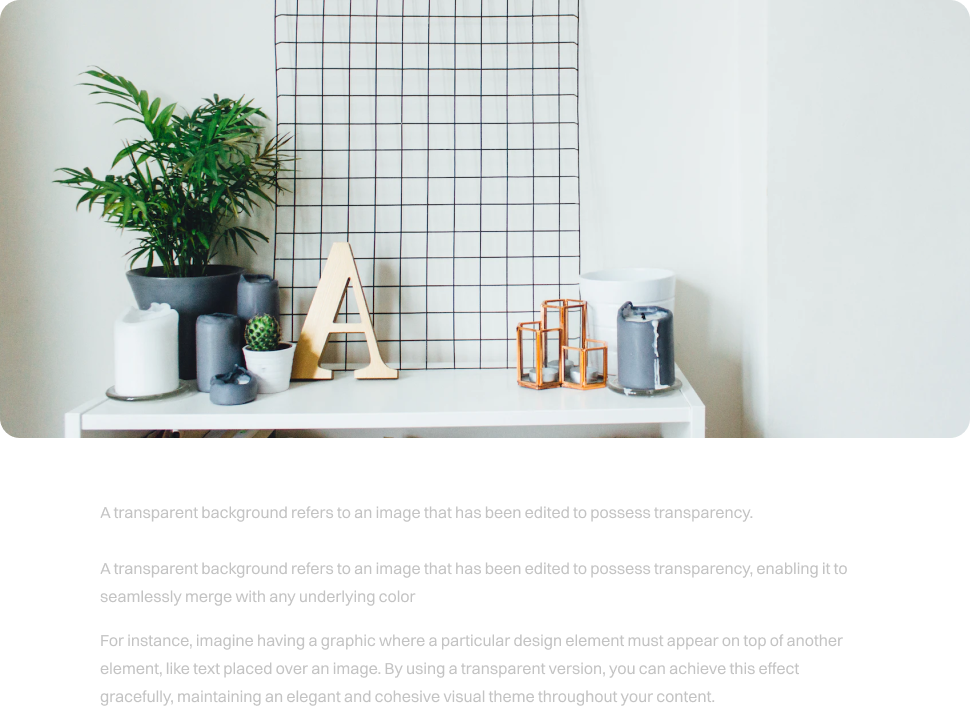 A
A transparent background refers to an image that has been edited to possess transparency.
A transparent background refers to an image that has been edited to possess transparency, enabling it to
seamlessly merge with any underlying color
For instance, imagine having a graphic where a particular design element must appear on top of another
element, like text placed over an image. By using a transparent version, you can achieve this effect
gracefully, maintaining an elegant and cohesive visual theme throughout your content.